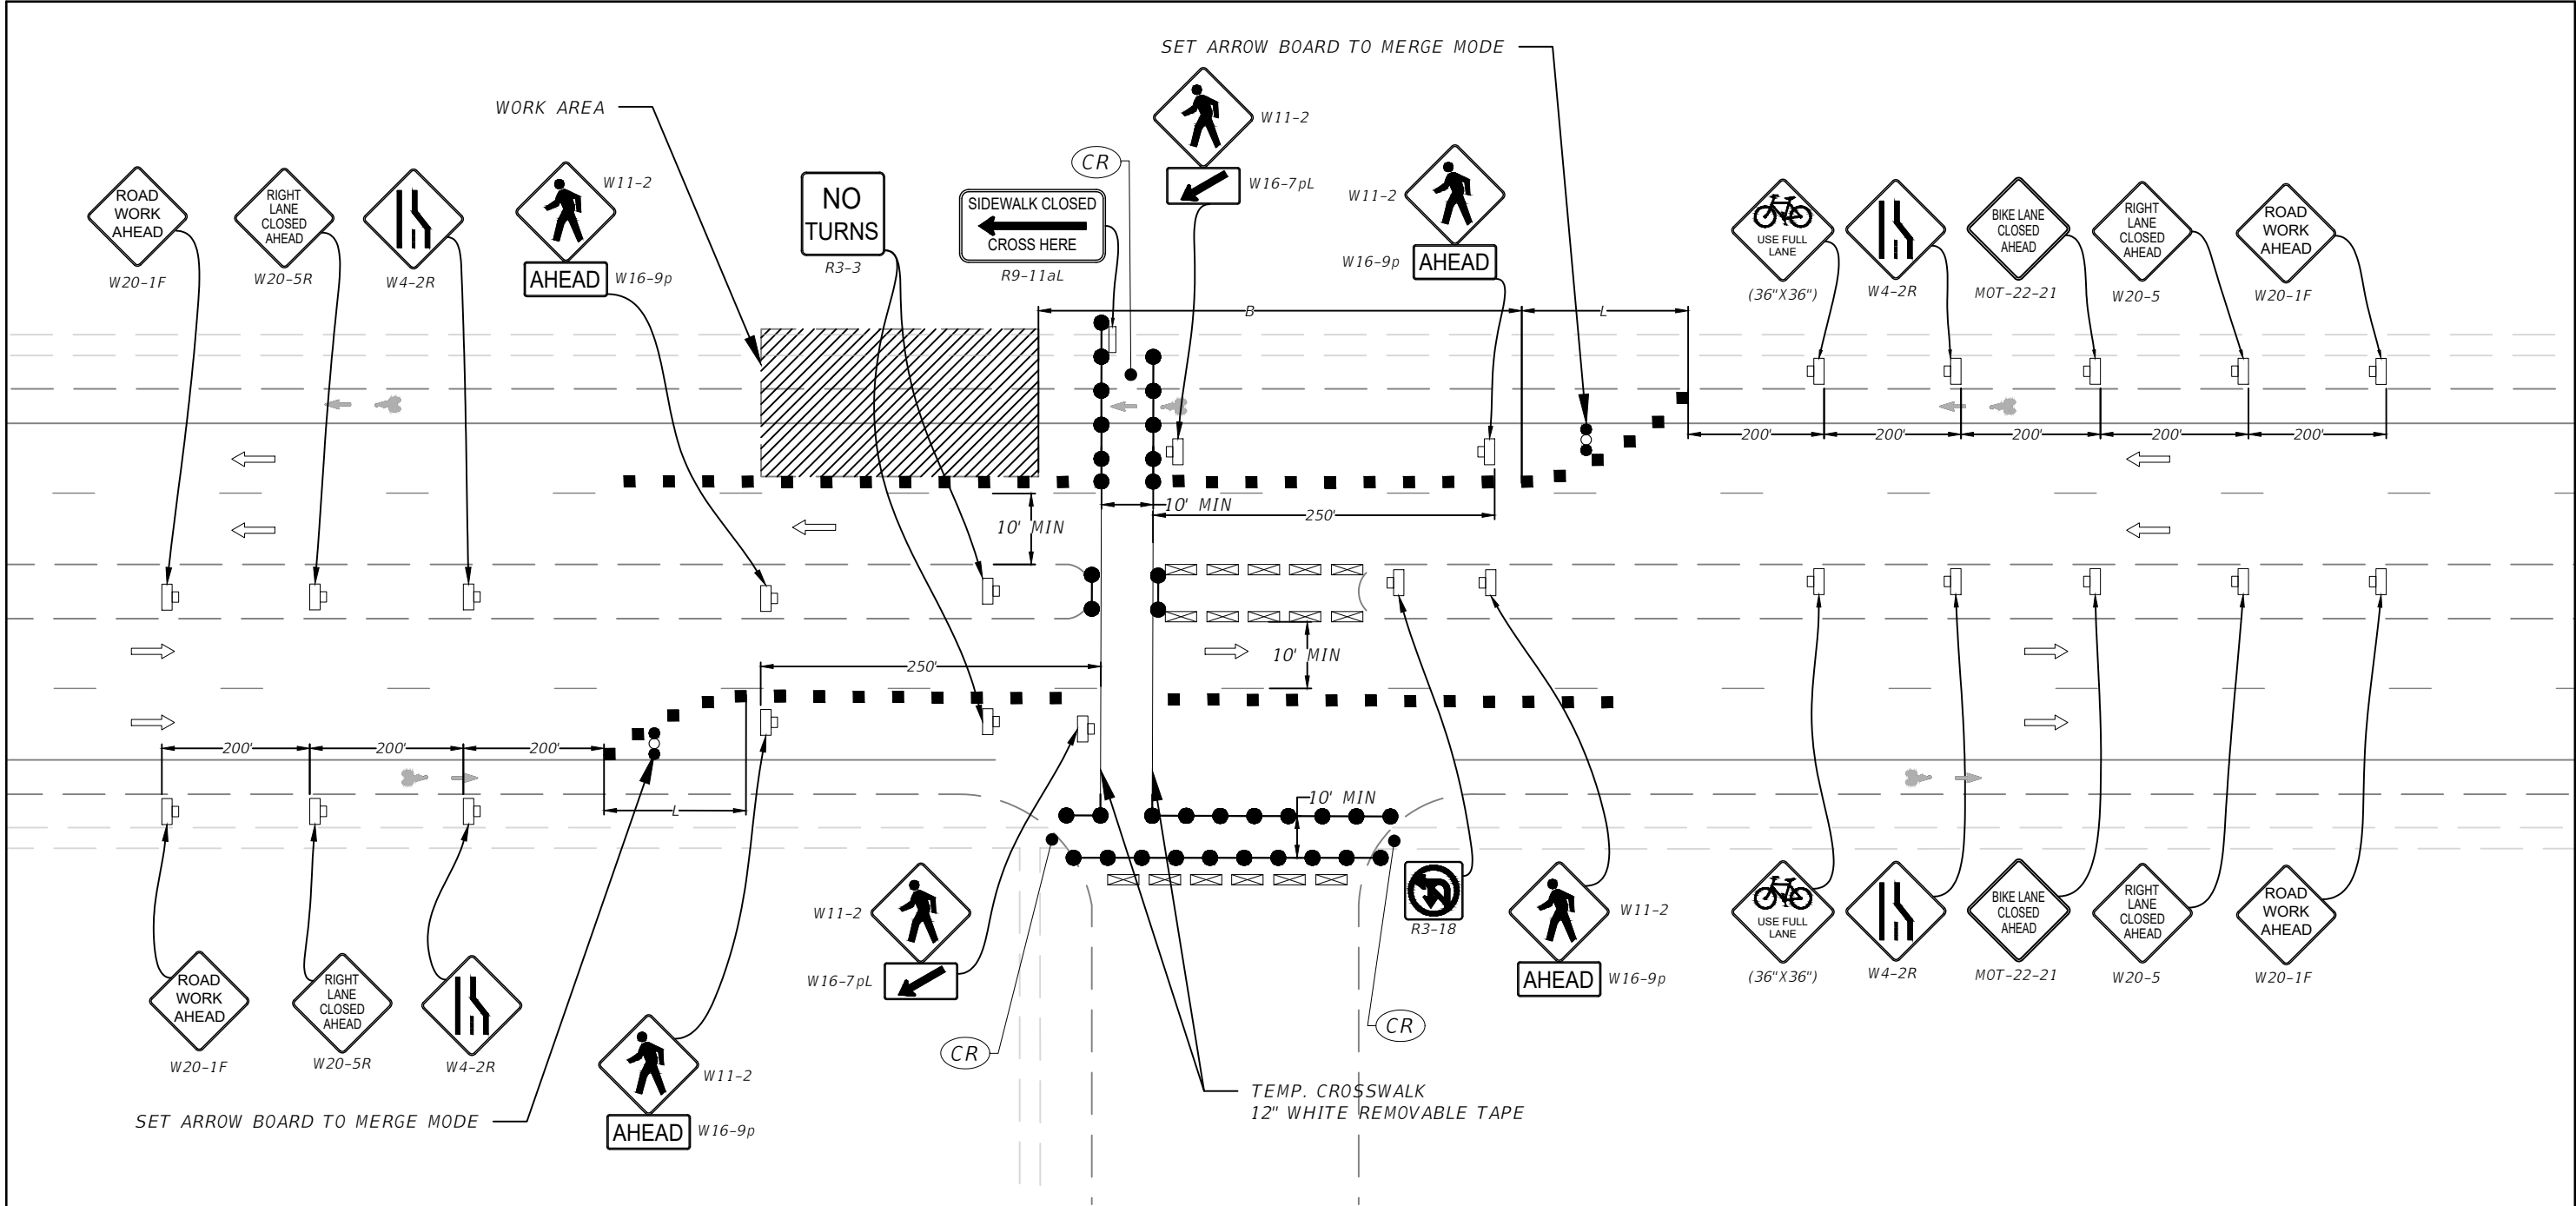 SET ARROW BOARD TO MERGE MODE
WORK AREA
W11-2
CR
W16-7pL
ROAD
WORK
AHEAD
W20-1F
RIGHT
LANE
CLOSED
AHEAD
W20-5R
W4-2R
W11-2
AHEAD
W16-9p
NO
TURNS
R3-3
SIDEWALK CLOSED
CROSS HERE
R9-11aL
W11-2
W16-9p
AHEAD
USE FULL
LANE
(36"X36")
W4-2R
BIKE LANE
CLOSED
AHEAD
MOT-22-21
RIGHT
LANE
CLOSED
AHEAD
W20-5
ROAD
WORK
AHEAD
W20-1F
B
L
200'
200'
200'
200'
200'
10' MIN
250'
10' MIN
10' MIN
250'
200'
200'
200'
L
10' MIN
W11-2
W16-7pL
CR
R3-18
CR
W11-2
AHEAD
W16-9p
USE FULL
LANE
(36"X36")
W4-2R
BIKE LANE
CLOSED
AHEAD
MOT-22-21
RIGHT
LANE
CLOSED
AHEAD
W20-5
ROAD
WORK
AHEAD
W20-1F
ROAD
WORK
AHEAD
W20-1F
RIGHT
LANE
CLOSED
AHEAD
W20-5R
W4-2R
W11-2
AHEAD
W16-9p
SET ARROW BOARD TO MERGE MODE
TEMP. CROSSWALK
12" WHITE REMOVABLE TAPE